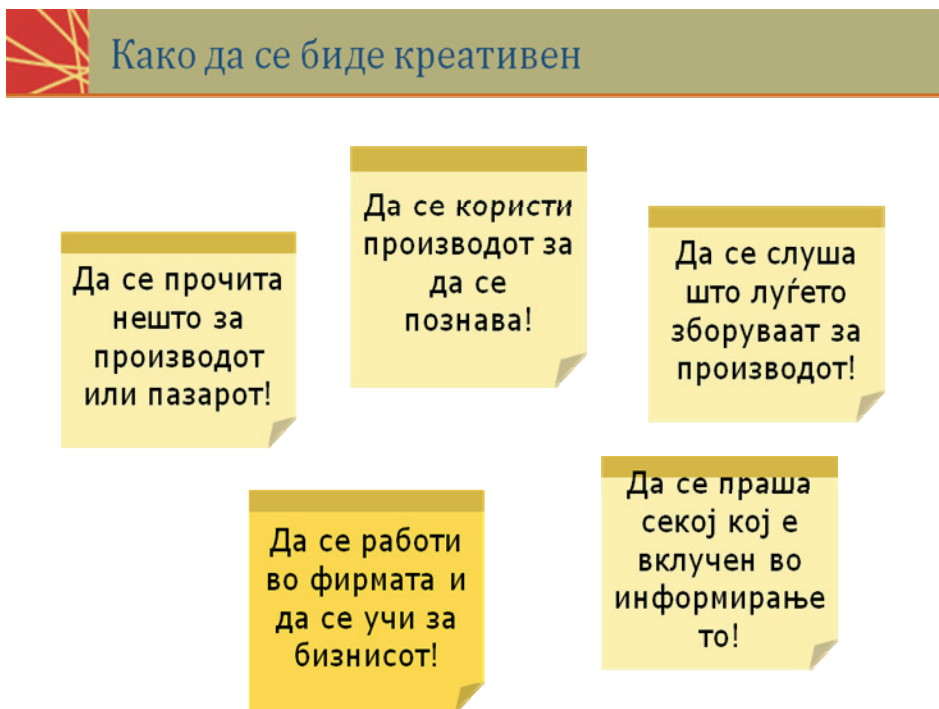 Како да се биде креативен
Да се прочита
нешто за
производот
или пазарот!
Да се користи
производот за
да се
познава!
Да се слуша
што луѓето
зборуваат за
производот!
Да се работи
во фирмата и
да се учи за
бизнисот!
Да се праша
секој кој е
вклучен во
информирање
то!